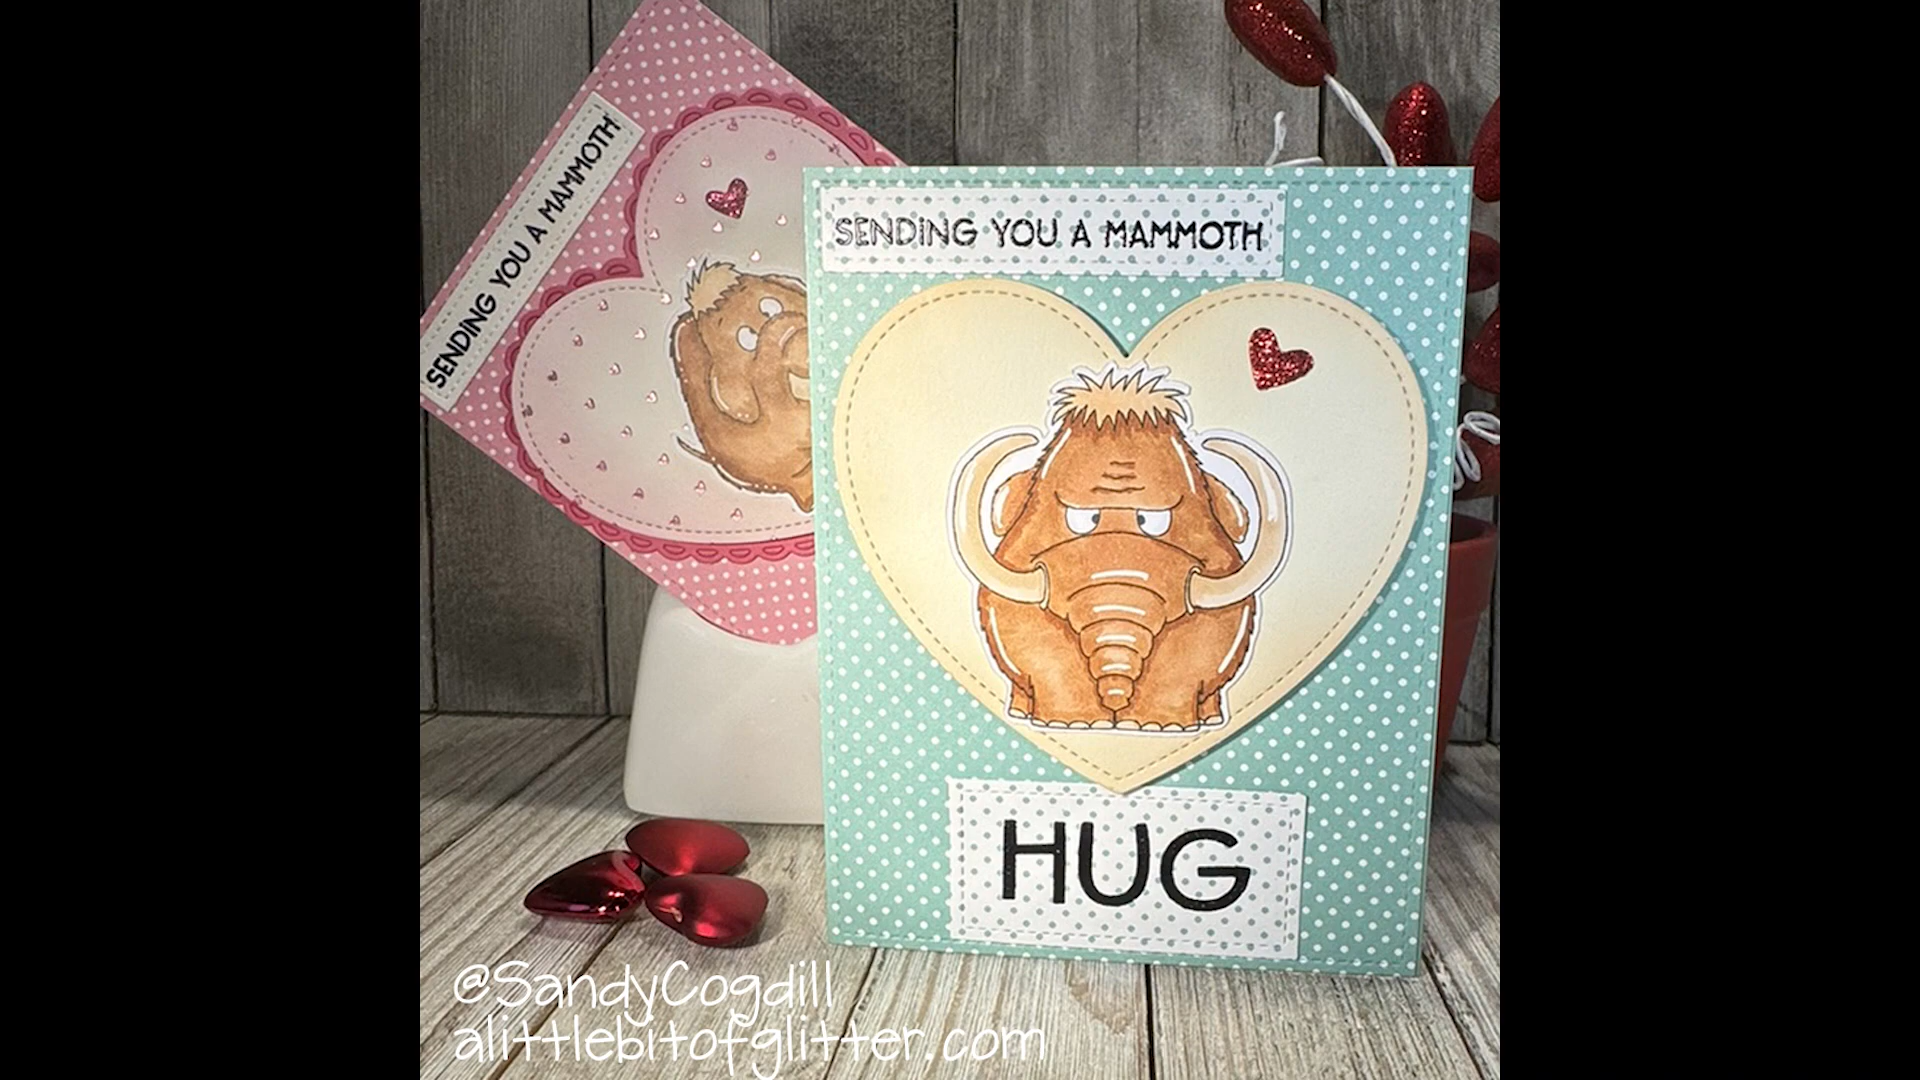 SENDING YOU A MAMMOTH
SENDING YOU A MAMMOTH
HUG
@SandyCogdill
alittlebitofglitter.com